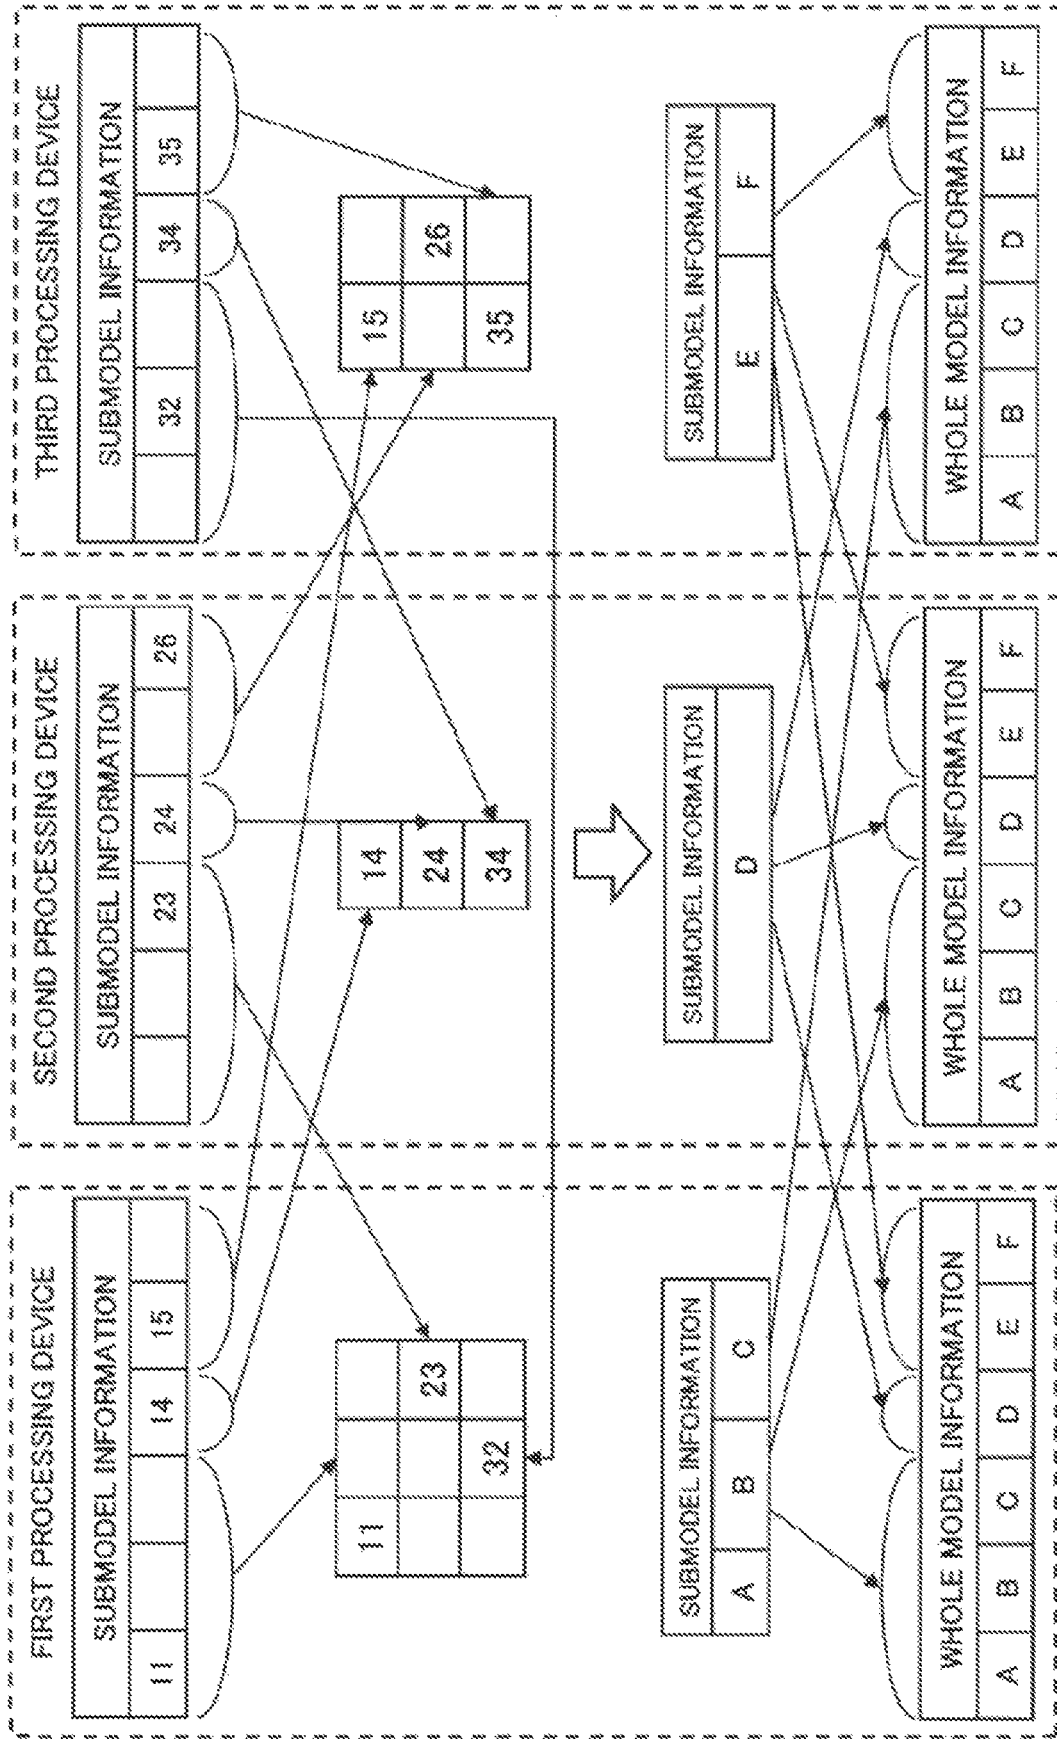 FIRST PROCESSING DEVICE
SUBMODEL INFORMATION
11 14 15
11
23
32
SUBMODEL INFORMATION
A B C
WHOLE MODEL INFORMATION
A B C D E F
SECOND PROCESSING DEVICE
SUBMODEL INFORMATION
23 24 26
14
24
34
SUBMODEL INFORMATION
D
WHOLE MODEL INFORMATION
A B C D E F
THIRD PROCESSING DEVICE
SUBMODEL INFORMATION
32 34 35
15
26
35
SUBMODEL INFORMATION
E F
WHOLE MODEL INFORMATION
A B C D E F